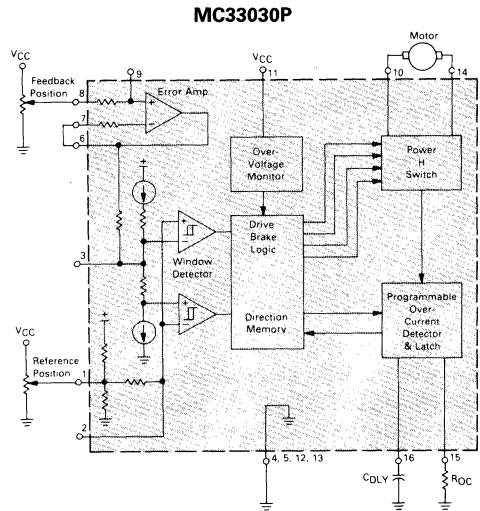 MC33030P
Motor
VCC
VCC
Feedback
Position
9
11
10
14
8
Error Amp
+
-
7
6
Over-
Voltage
Monitor
Power
H
Switch
+
+
-
Drive
Brake
Logic
3
Window
Detector
+
-
Direction
Memory
Programmable
Over-
Current
Detector
& Latch
VCC
+
Reference
Position
1
2
4, 5, 12, 13
16
15
CDLY
ROC